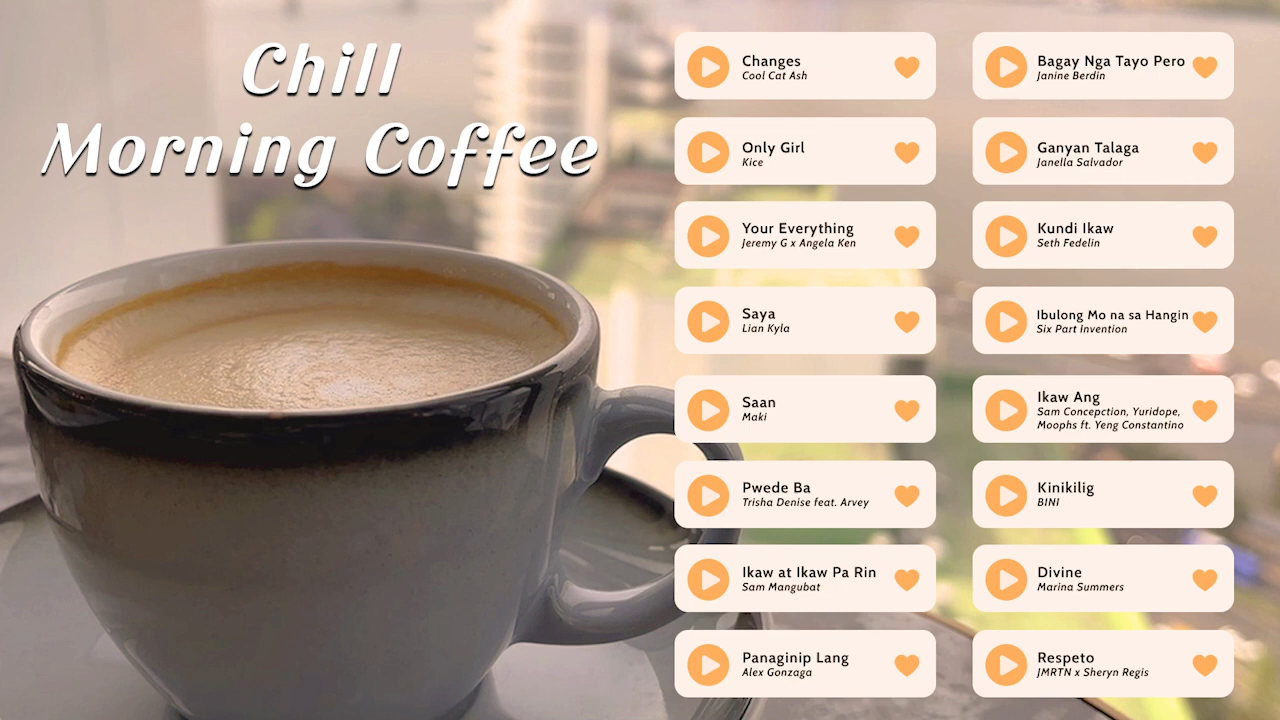 Chill
Morning Coffee
Changes
Cool Cat Ash
Only Girl
Kice
Your Everything
Jeremy G x Angela Ken
Saya
Lian Kyla
Saan
Maki
Pwede Ba
Trisha Denise feat. Arvey
Ikaw at Ikaw Pa Rin
Sam Mangubat
Panaginip Lang
Alex Gonzaga
Bagay Nga Tayo Pero
Janine Berdin
Ganyan Talaga
Janella Salvador
Kundi Ikaw
Seth Fedelin
Ibulong Mo na sa Hangin
Six Part Invention
Ikaw Ang
Sam Concepction, Yuridope,
Moophs ft. Yeng Constantino
Kinikilig
BINI
Divine
Marina Summers
Respeto
JMRTN x Sheryn Regis